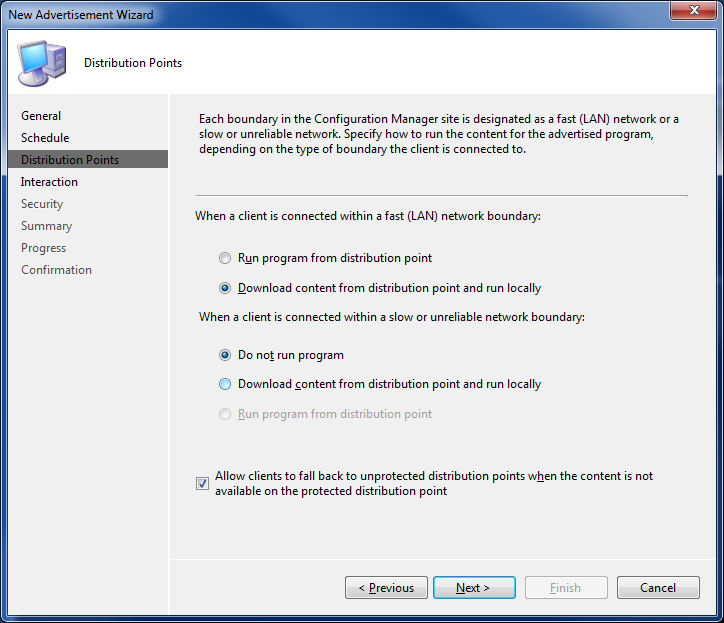 New Advertisement Wizard
Distribution Points
General
Schedule
Distribution Points
Interaction
Security
Summary
Progress
Confirmation
Each boundary in the Configuration Manager site is designated as a fast (LAN) network or a
slow or unreliable network. Specify how to run the content for the advertised program,
depending on the type of boundary the client is connected to.
When a client is connected within a fast (LAN) network boundary:
Run program from distribution point
Download content from distribution point and run locally
When a client is connected within a slow or unreliable network boundary:
Do not run program
Download content from distribution point and run locally
Run program from distribution point
Allow clients to fall back to unprotected distribution points when the content is not
available on the protected distribution point
< Previous
Next >
Finish
Cancel